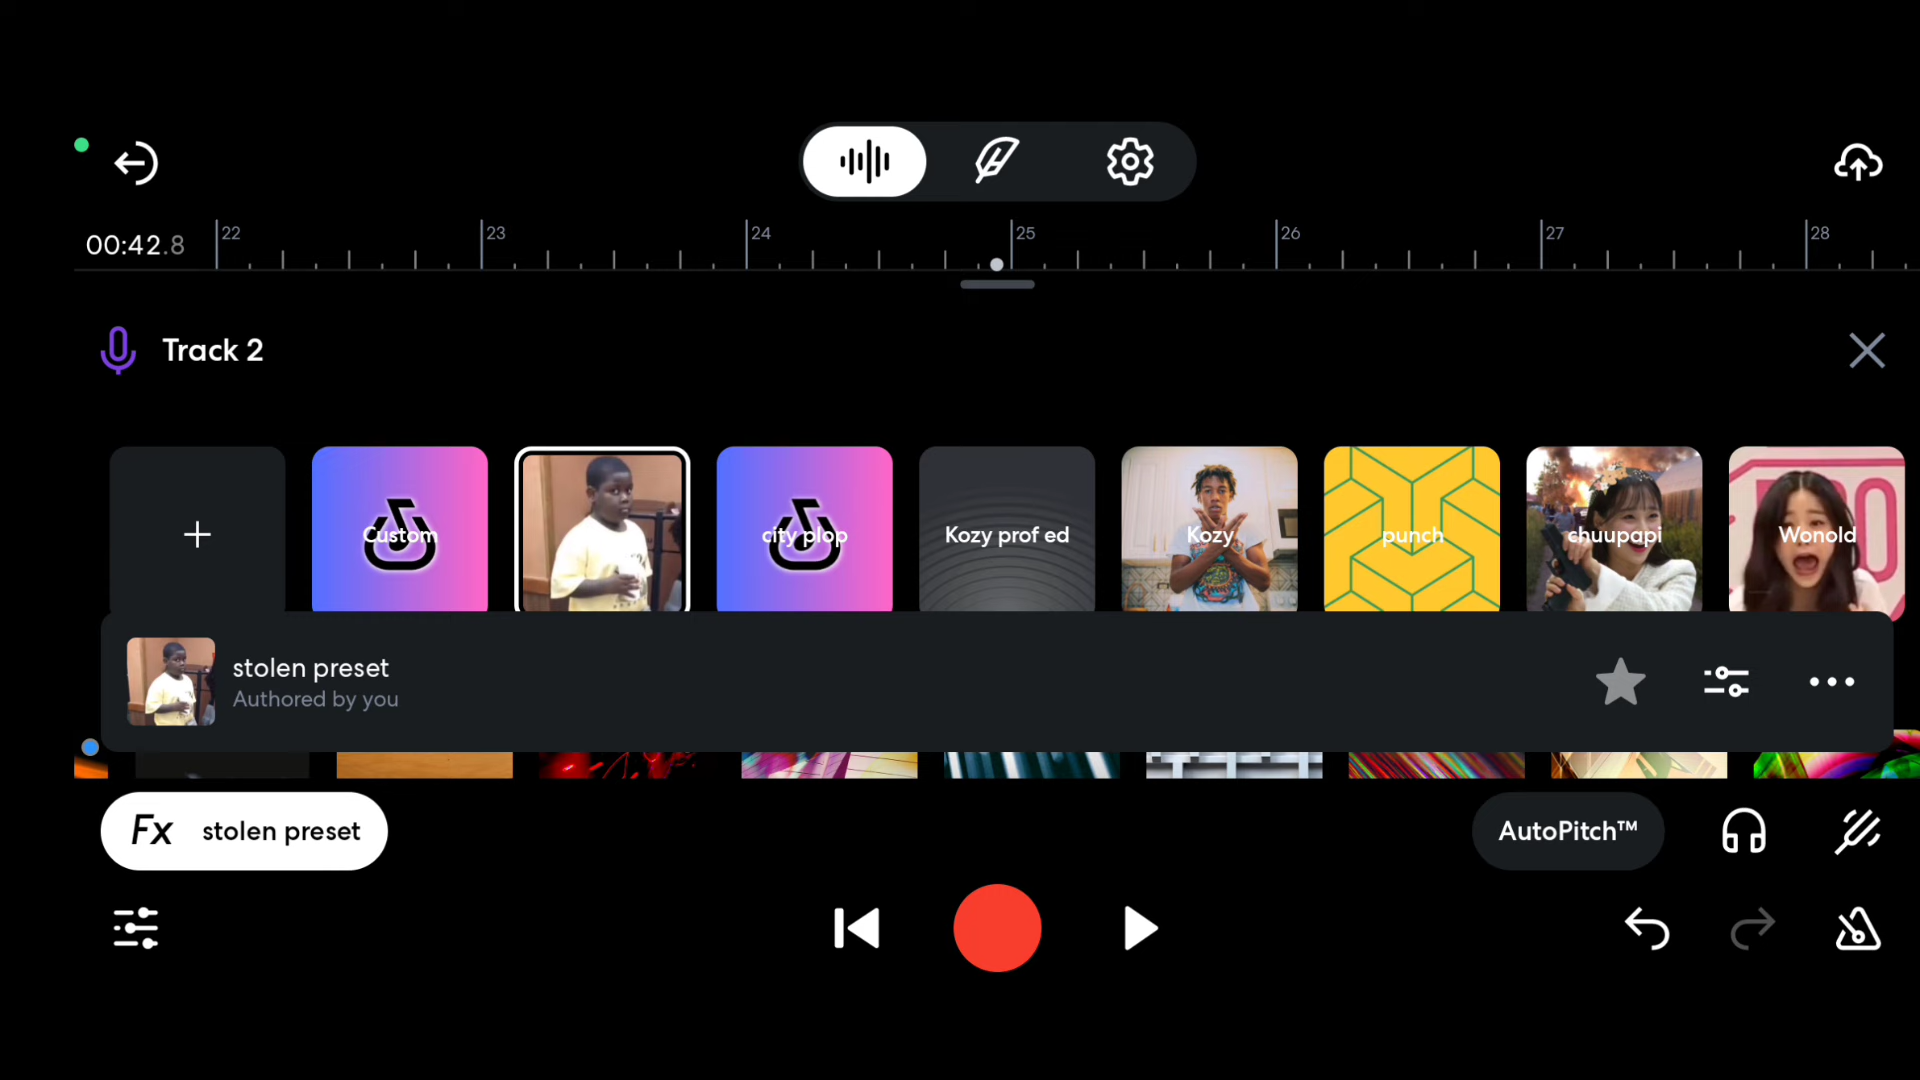 00:42.8
22
23
24
25
26
27
28
Track 2
+
Custom
city plop
Kozy prof ed
Kozy
punch
chuupapi
Wonold
stolen preset
Authored by you
Fx stolen preset
AutoPitch™